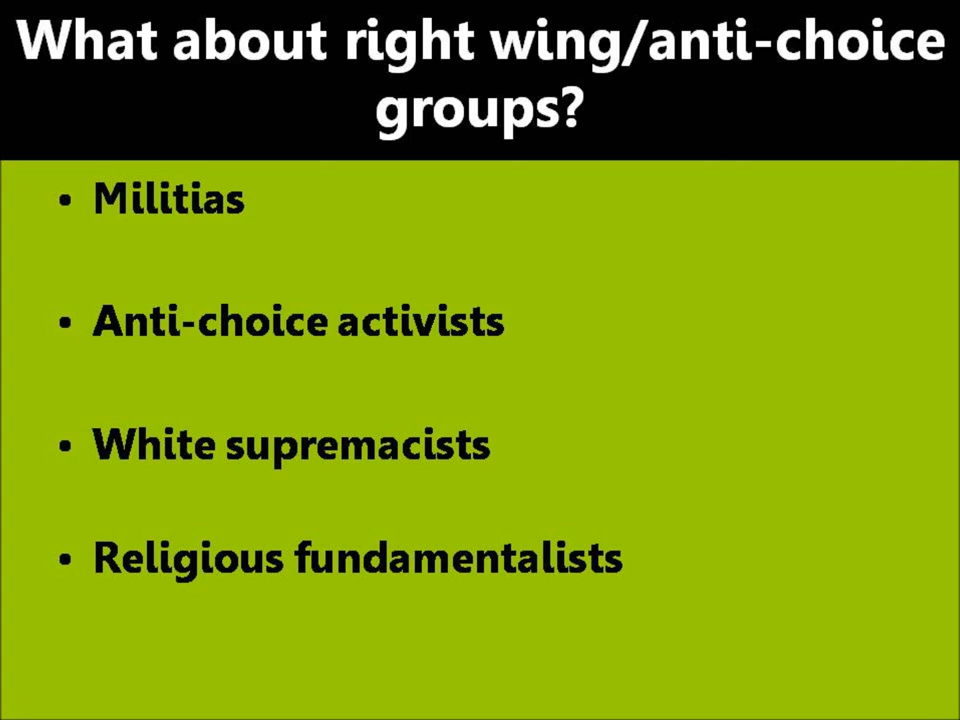 What about right wing/anti-choice
groups?
• Militias
• Anti-choice activists
• White supremacists
• Religious fundamentalists